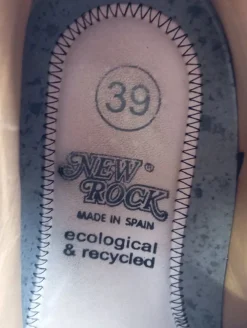 39
NEW®
ROCK
MADE IN SPAIN
ecological
& recycled